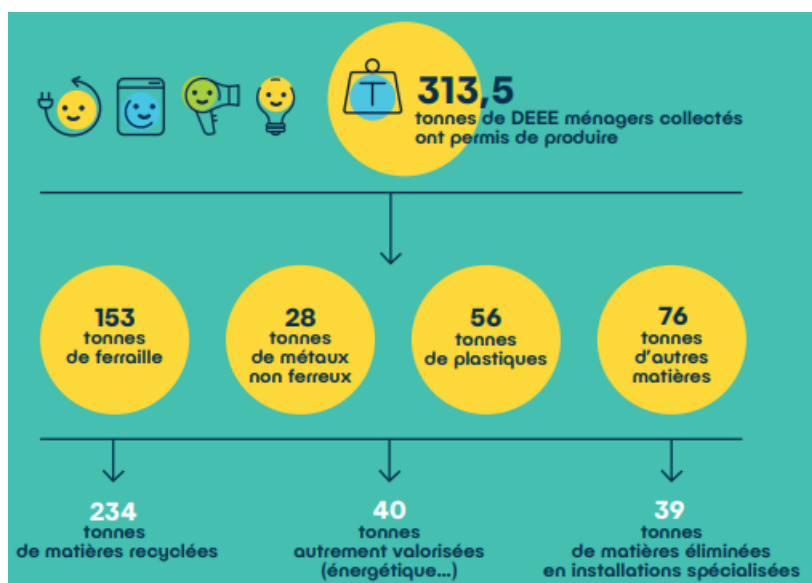 T
313,5
tonnes de DEEE ménagers collectés
ont permis de produire
153
tonnes
de ferraille
28
tonnes
de métaux
non ferreux
56
tonnes
de plastiques
76
tonnes
d'autres
matières
234
tonnes
de matières recyclées
40
tonnes
autrement valorisées
(énergétique...)
39
tonnes
de matières éliminées
en installations spécialisées